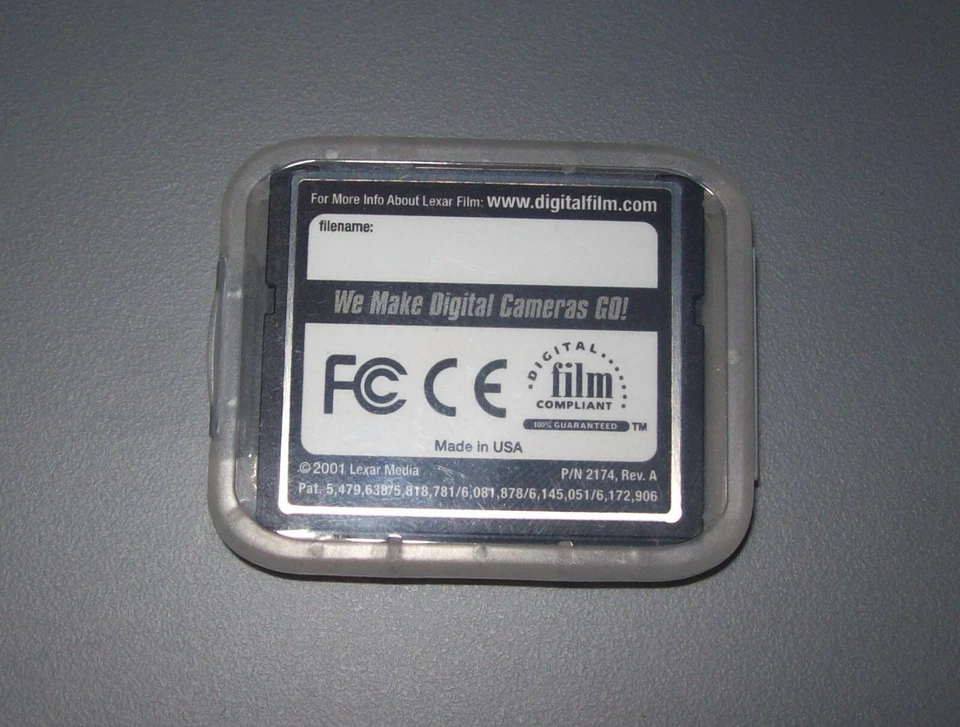 For More Info About Lexar Film: www.digitalfilm.com
filename:
We Make Digital Cameras GO!
FC CE
DIGITAL
film
COMPLIANT
100% GUARANTEED TM
Made in USA
© 2001 Lexar Media P/N 2174, Rev. A
Pat. 5,479,638/5,818,781/6,081,878/6,145,051/6,172,906